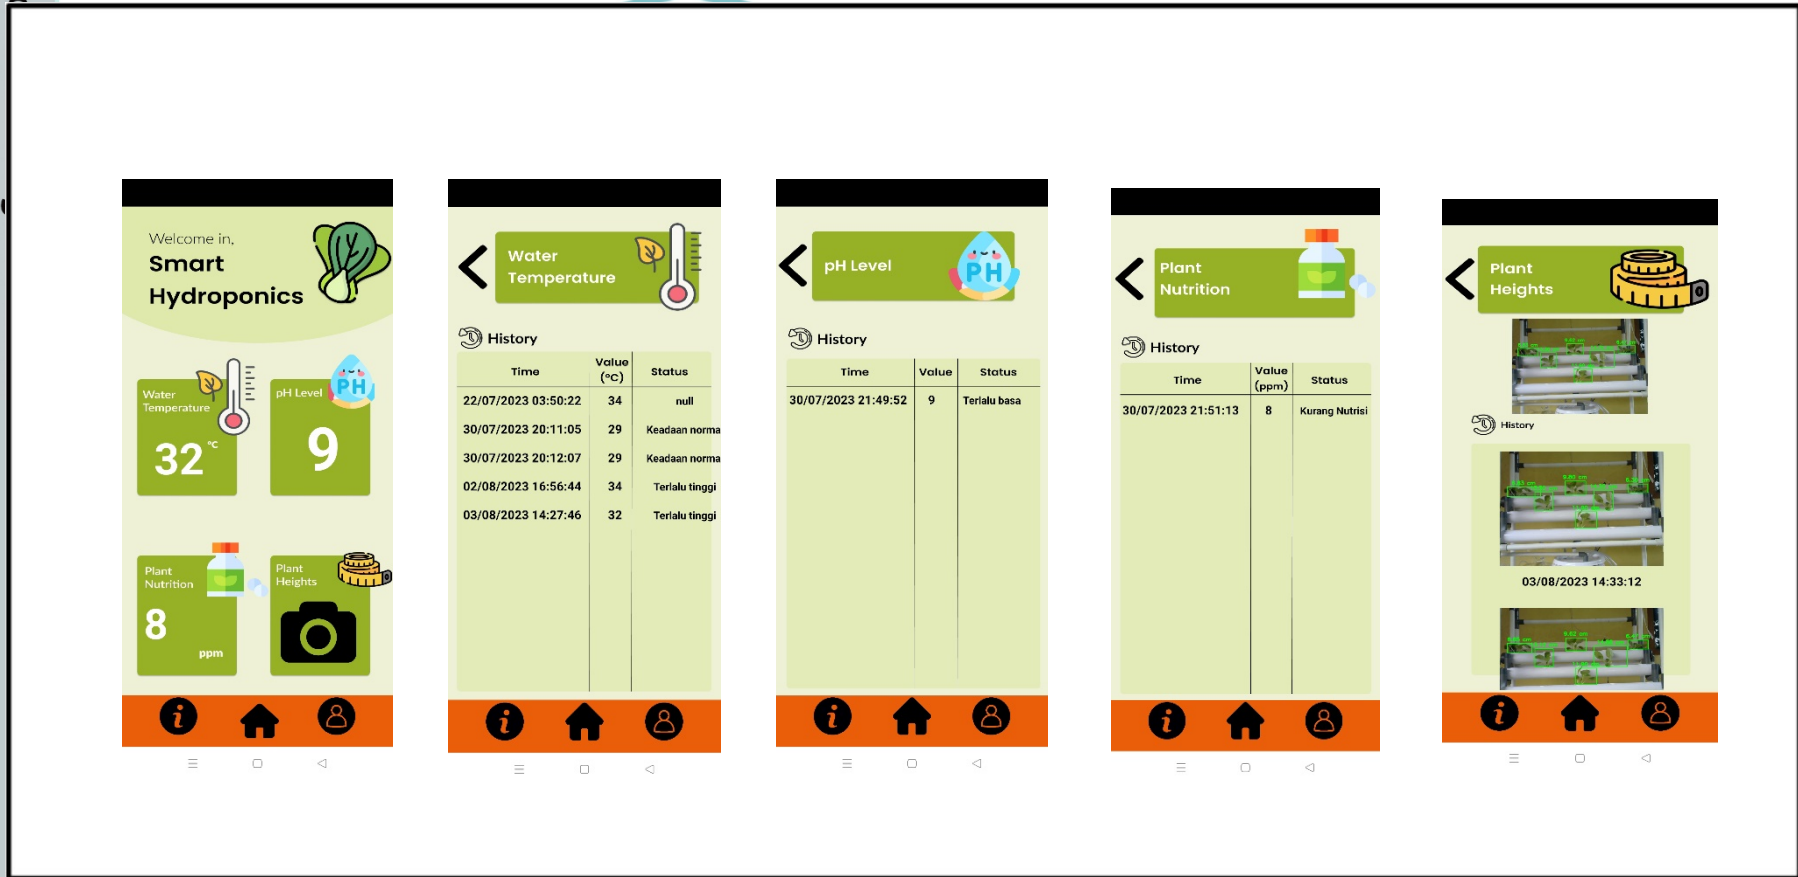 Welcome in,
Smart
Hydroponics
Water
Temperature
32 °C
pH Level
PH
9
Plant
Nutrition
8
ppm
Plant
Heights
Water
Temperature
History
Time Value (°C) Status
22/07/2023 03:50:22 34 null
30/07/2023 20:11:05 29 Keadaan norma
30/07/2023 20:12:07 29 Keadaan norma
02/08/2023 16:56:44 34 Terlalu tinggi
03/08/2023 14:27:46 32 Terlalu tinggi
pH Level
PH
History
Time Value Status
30/07/2023 21:49:52 9 Terlalu basa
Plant
Nutrition
History
Time Value (ppm) Status
30/07/2023 21:51:13 8 Kurang Nutrisi
Plant
Heights
0
History
03/08/2023 14:33:12